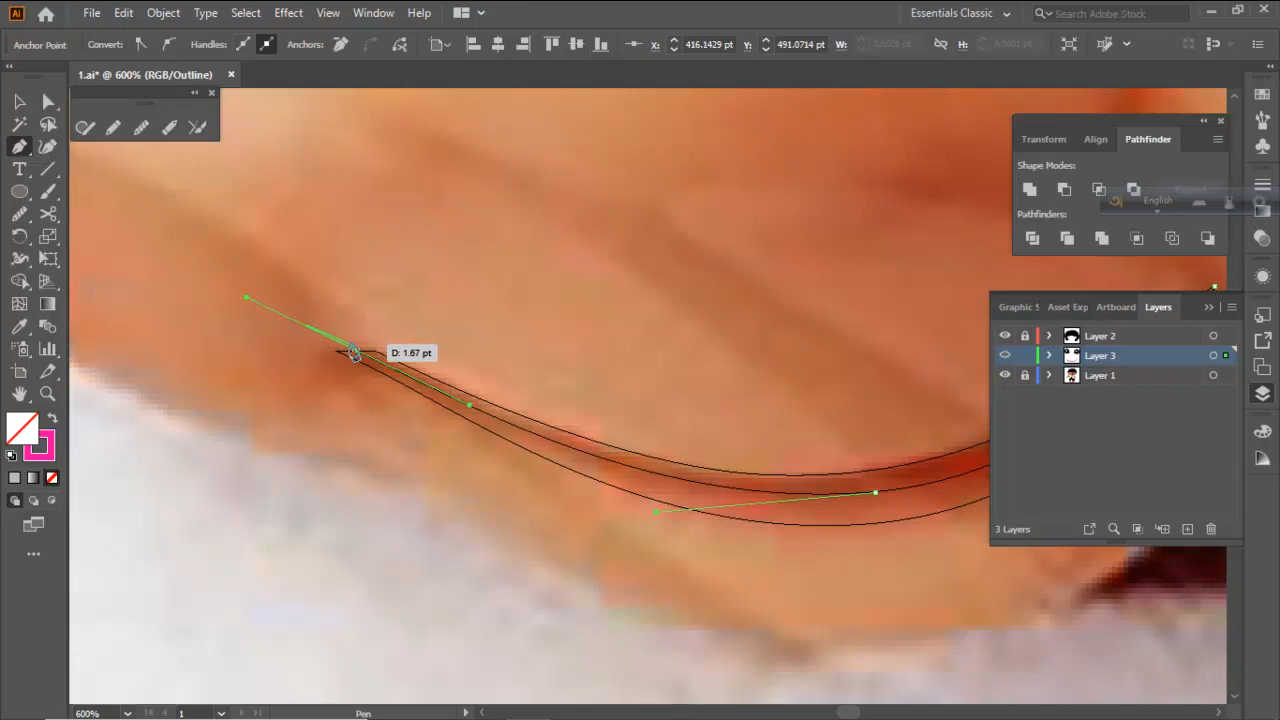 Ai File Edit Object Type Select Effect View Window Help Essentials Classic Search Adobe Stock
Anchor Point Convert: Handles: Anchors: X: 416.1429 pt Y: 491.0714 pt W: H:
1.ai* @ 600% (RGB/Outline)
Transform Align Pathfinder
Shape Modes:
English
Pathfinders:
Graphic S Asset Exp Artboard Layers
Layer 2
D: 1.67 pt
Layer 3
Layer 1
3 Layers
600% 1 Pen